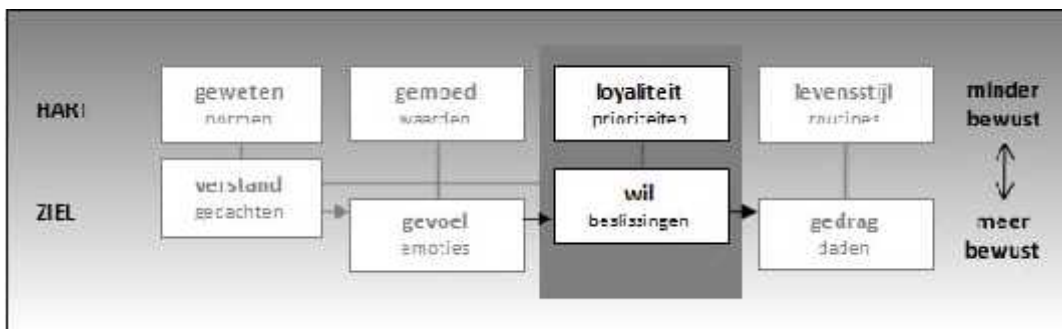 HART
geweten
normen
gemoed
waarden
loyaliteit
prioriteiten
levensstijl
routines
minder
bewust
ZIEL
verstand
gedachten
gevoel
emoties
wil
beslissingen
gedrag
daden
meer
bewust